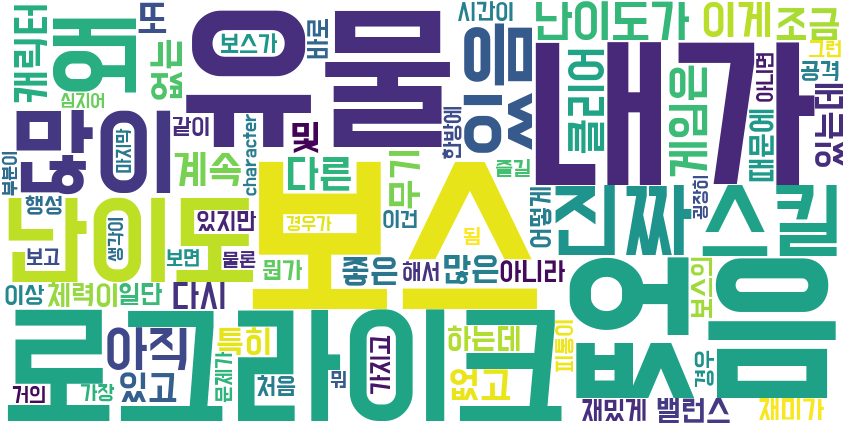 유물
내가
보스
로그라이크
없음
난이도
많이
왜
있음
진짜
스킬
난이도가
이게
조금
그런
공격
아니면
있는데
때문에
게임은
클리어
시간이
한방에
보스가
바로
또
없는
캐릭터
심지어
부분이
마지막
같이
및
character
계속
다른
무기
즐길
굉장히
어떻게
행성
생각이
보고
보면
있지만
물론
경우가
이건
됨
뭔가
좋은
해서
많은
아니라
보스의
이상
체력이
일단
다시
아직
특히
있고
거의
가장
문제가
처음
뭔
가지고
하는데
없고
피통이
경우
재밌게
밸런스
재미가